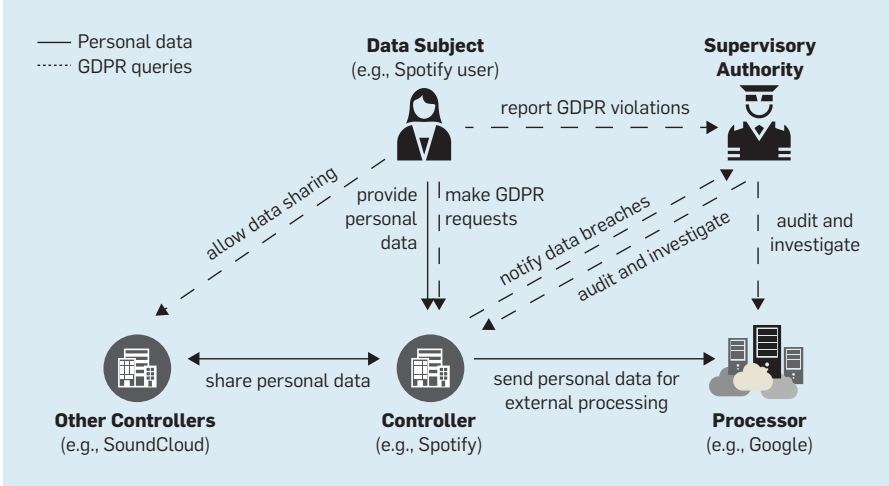 Personal data
GDPR queries
Data Subject
(e.g., Spotify user)
Supervisory
Authority
report GDPR violations
allow data sharing
provide
personal
data
make GDPR
requests
notify data breaches
audit and investigate
audit and
investigate
share personal data
send personal data for
external processing
Other Controllers
(e.g., SoundCloud)
Controller
(e.g., Spotify)
Processor
(e.g., Google)